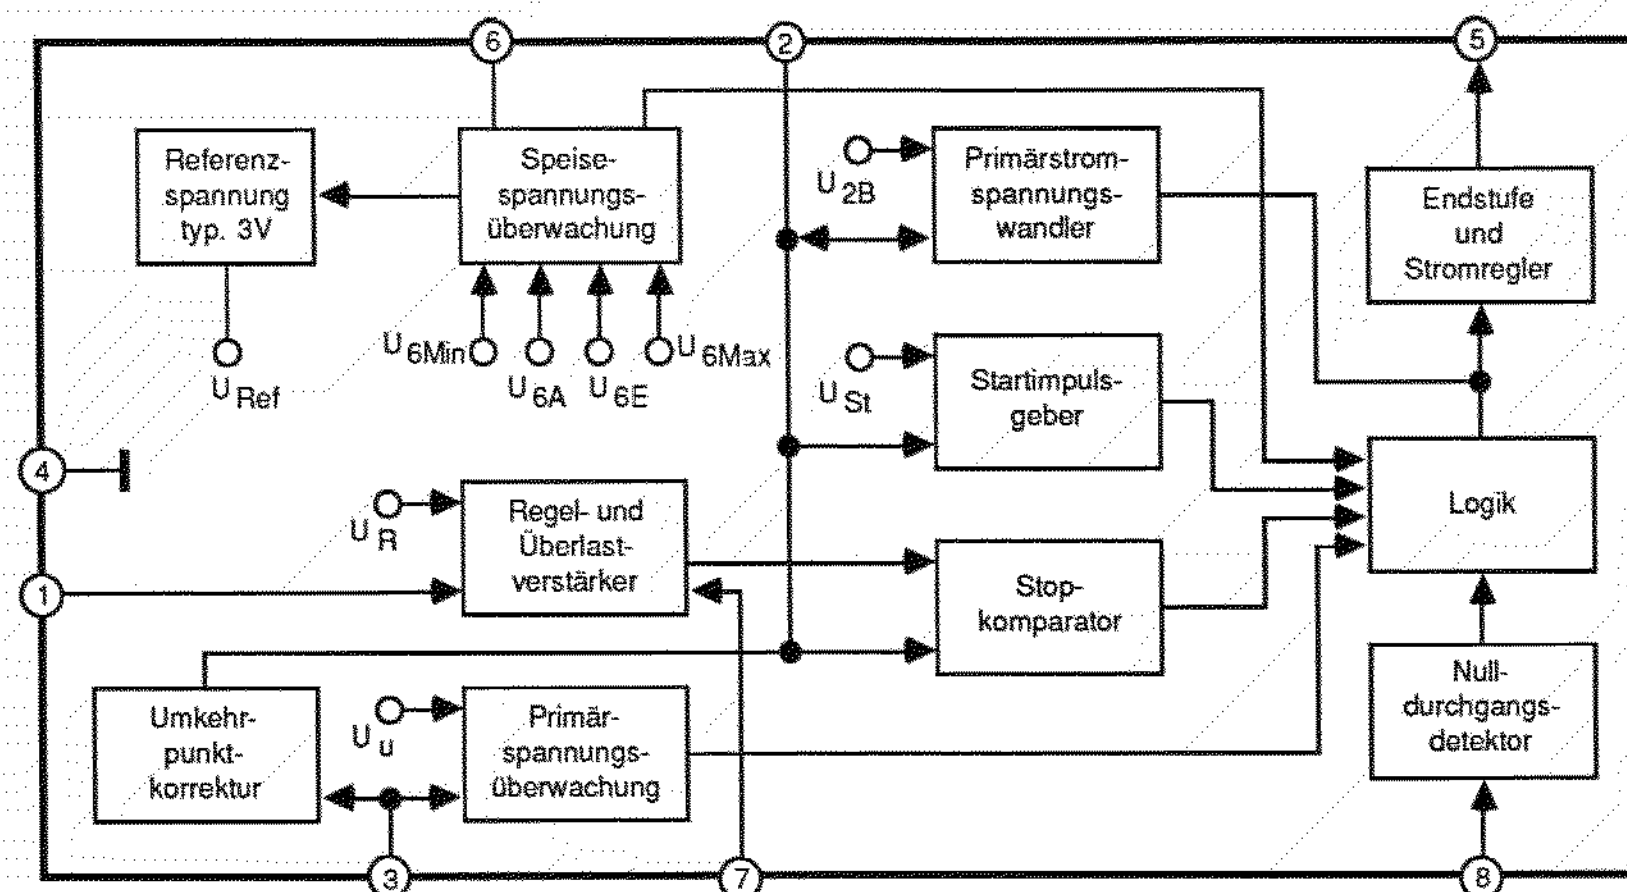 6
2
5
Referenz-
spannung
typ. 3V
Speise-
spannungs-
überwachung
U 2B
Primärstrom-
spannungs-
wandler
Endstufe
und
Stromregler
U Ref
U 6Min
U 6A
U 6E
U 6Max
U St
Startimpuls-
geber
4
U R
Regel- und
Überlast-
verstärker
Logik
1
Stop-
komparator
Umkehr-
punkt-
korrektur
U u
Primär-
spannungs-
überwachung
Null-
durchgangs-
detektor
3
7
8